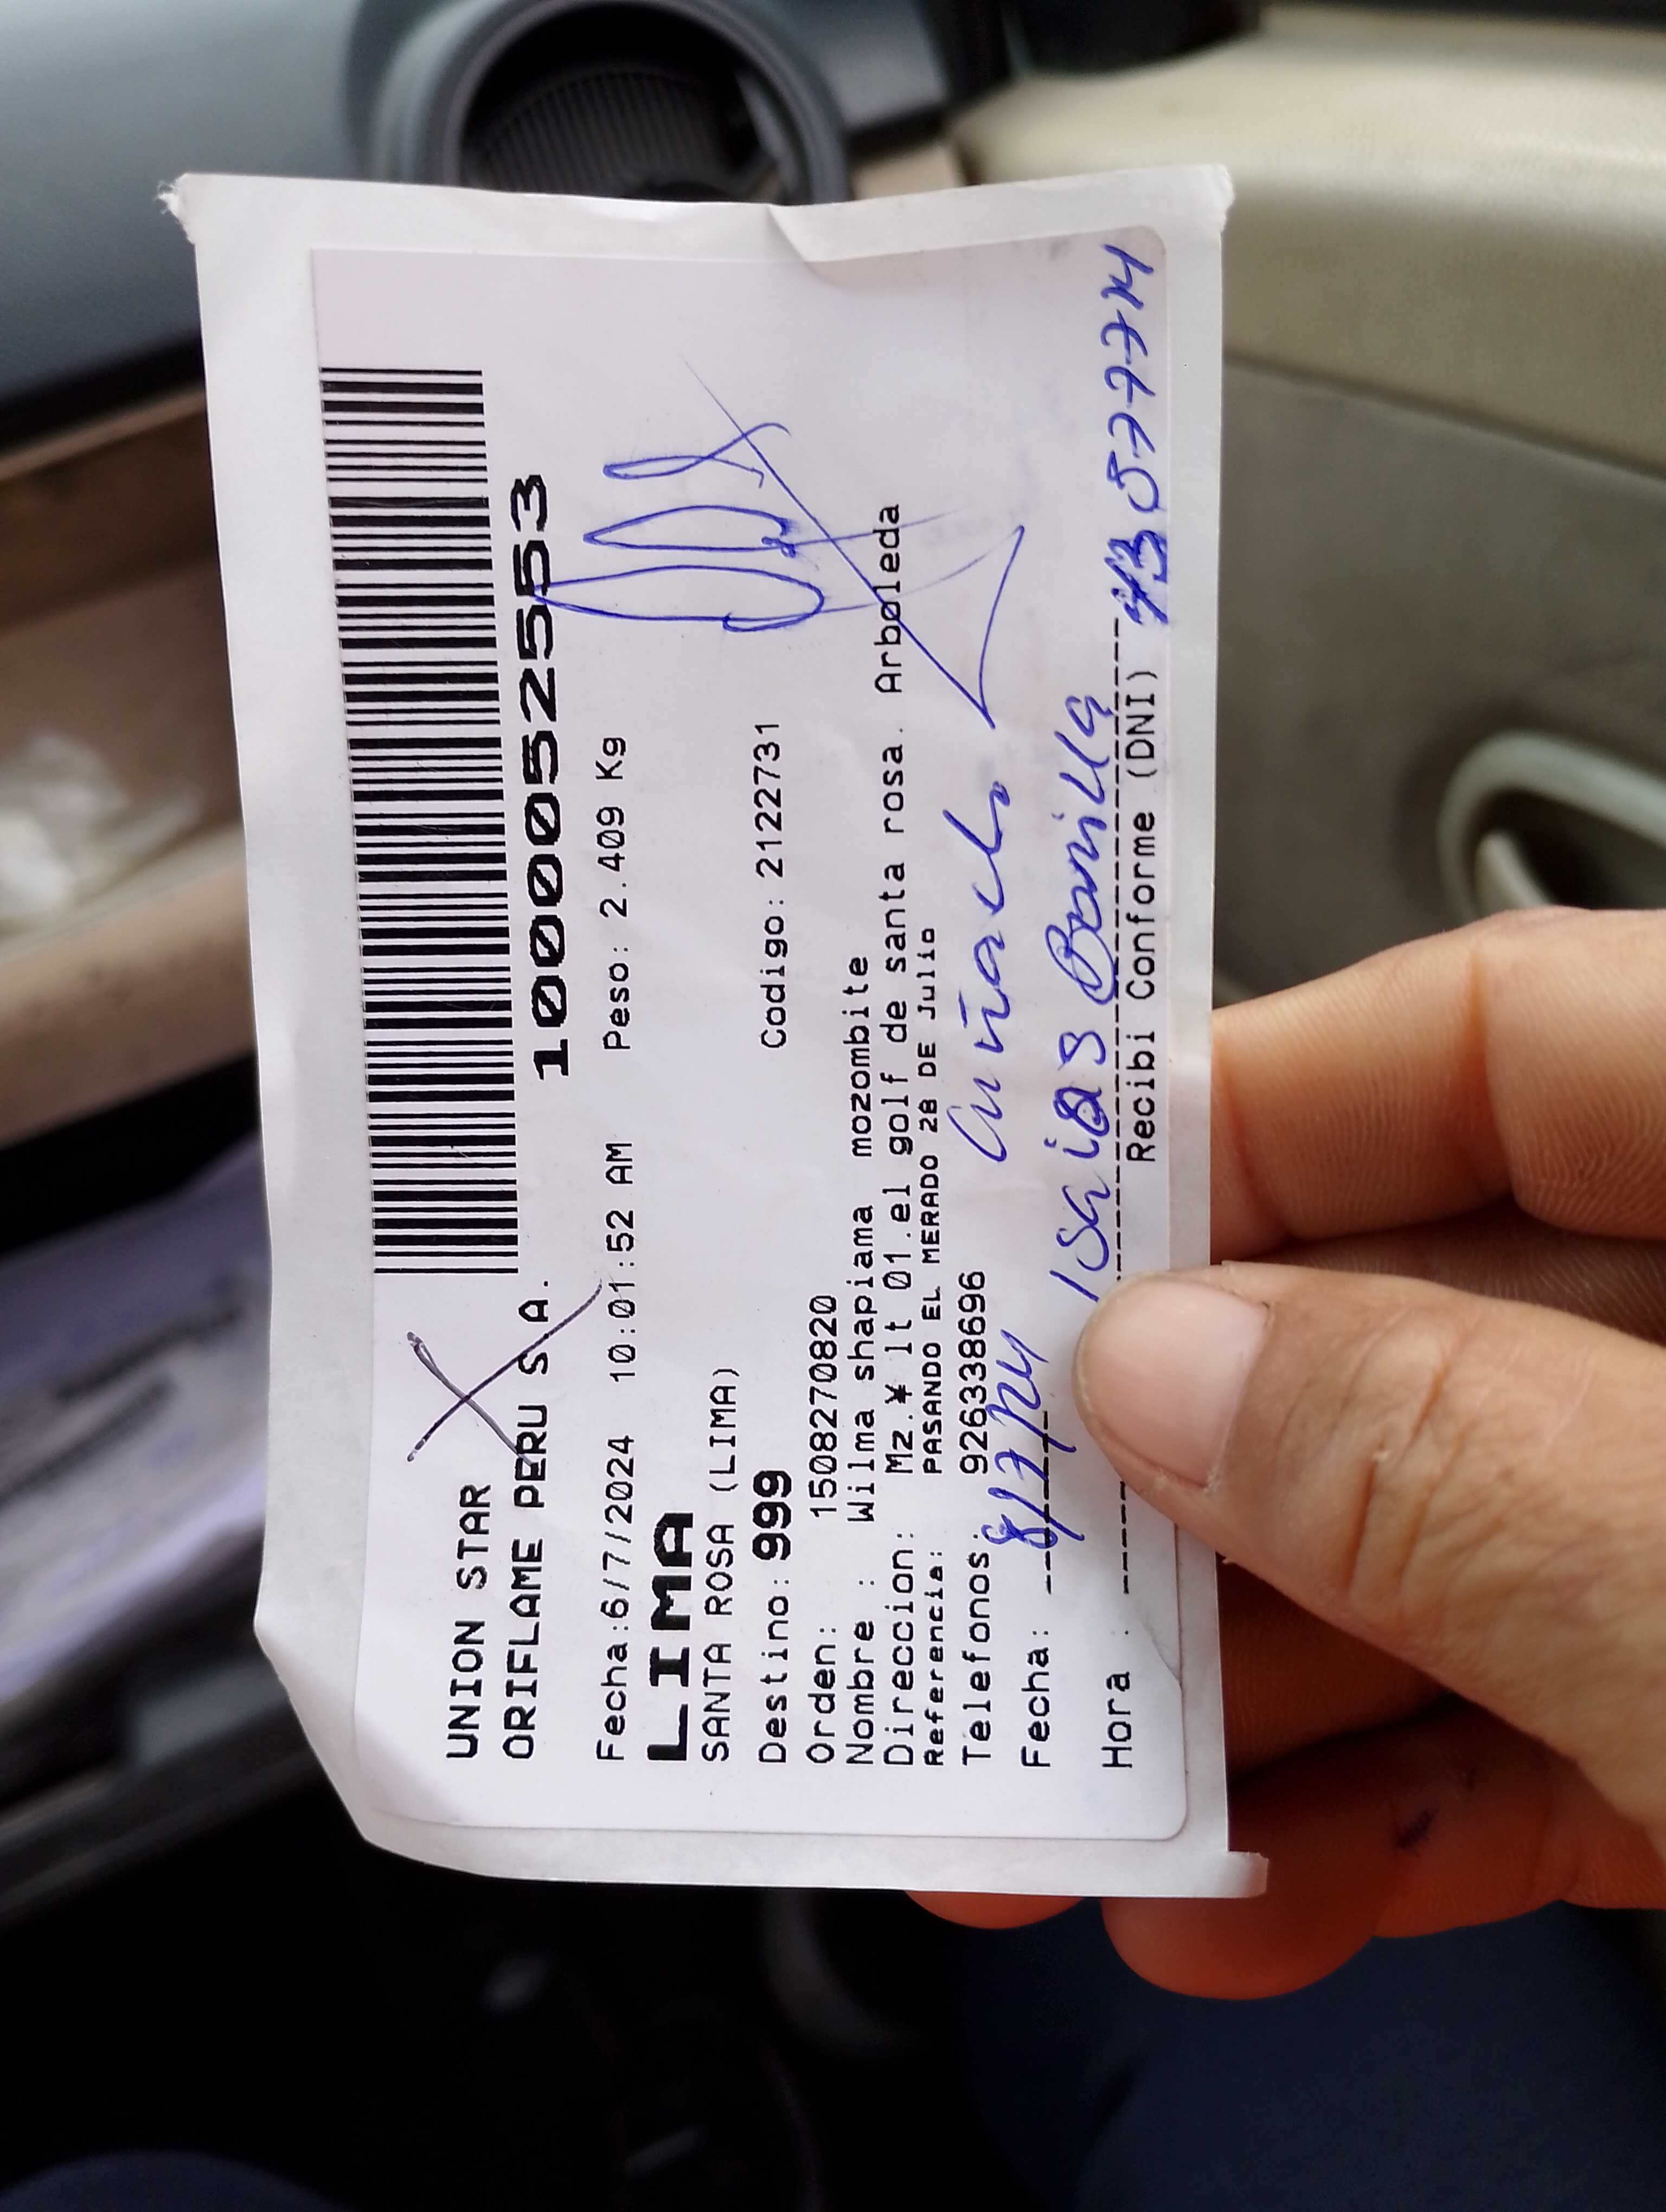 UNION STAR
ORIFLAME PERU S.A.
1000052553
Fecha:6/7/2024 10:01:52 AM Peso: 2.409 Kg
LIMA
SANTA ROSA (LIMA)
Destino: 999 Codigo: 2122731
Orden: 1508270820
Nombre : Wilma shapiama mozombite
Direccion: Mz.¥ lt 01.el golf de santa rosa. Arboleda
Referencia: PASANDO EL MERADO 28 DE Julio
Telefonos: 926338696
Fecha: 8/7/24 Cuñado
Isaias Bonilla 43577714
Hora : Recibi Conforme (DNI)